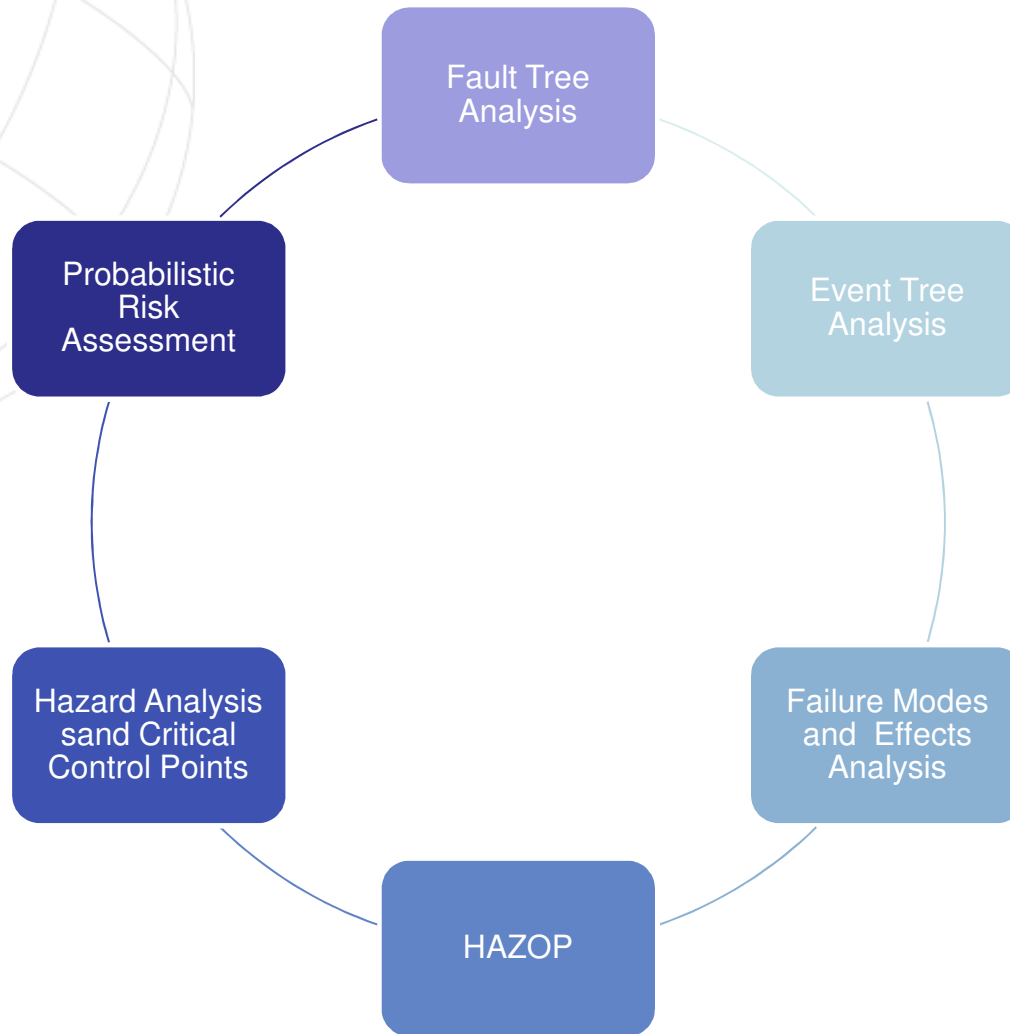 Fault Tree
Analysis
Event Tree
Analysis
Failure Modes
and  Effects
Analysis
HAZOP
Hazard Analysis
sand Critical
Control Points
Probabilistic
Risk
Assessment